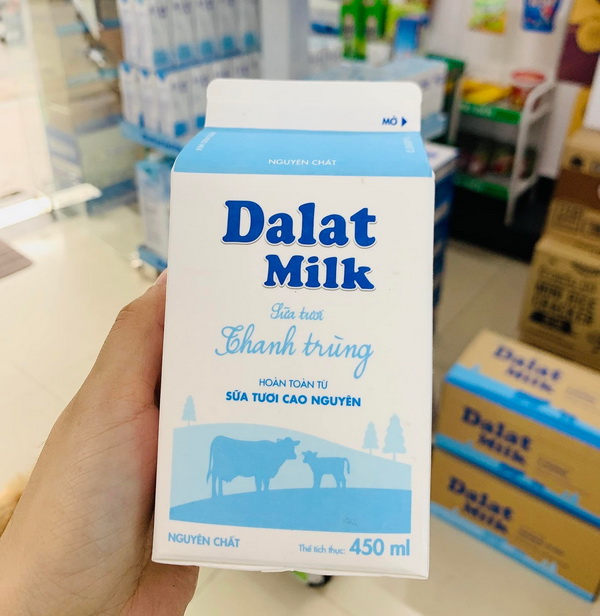 MỞ
NGUYÊN CHẤT
Dalat
Milk
Sữa tươi
Thanh trùng
HOÀN TOÀN TỪ
SỮA TƯƠI CAO NGUYÊN
NGUYÊN CHẤT
Thể tích thực: 450 ml
Dalat
Milk
Dalat
Milk